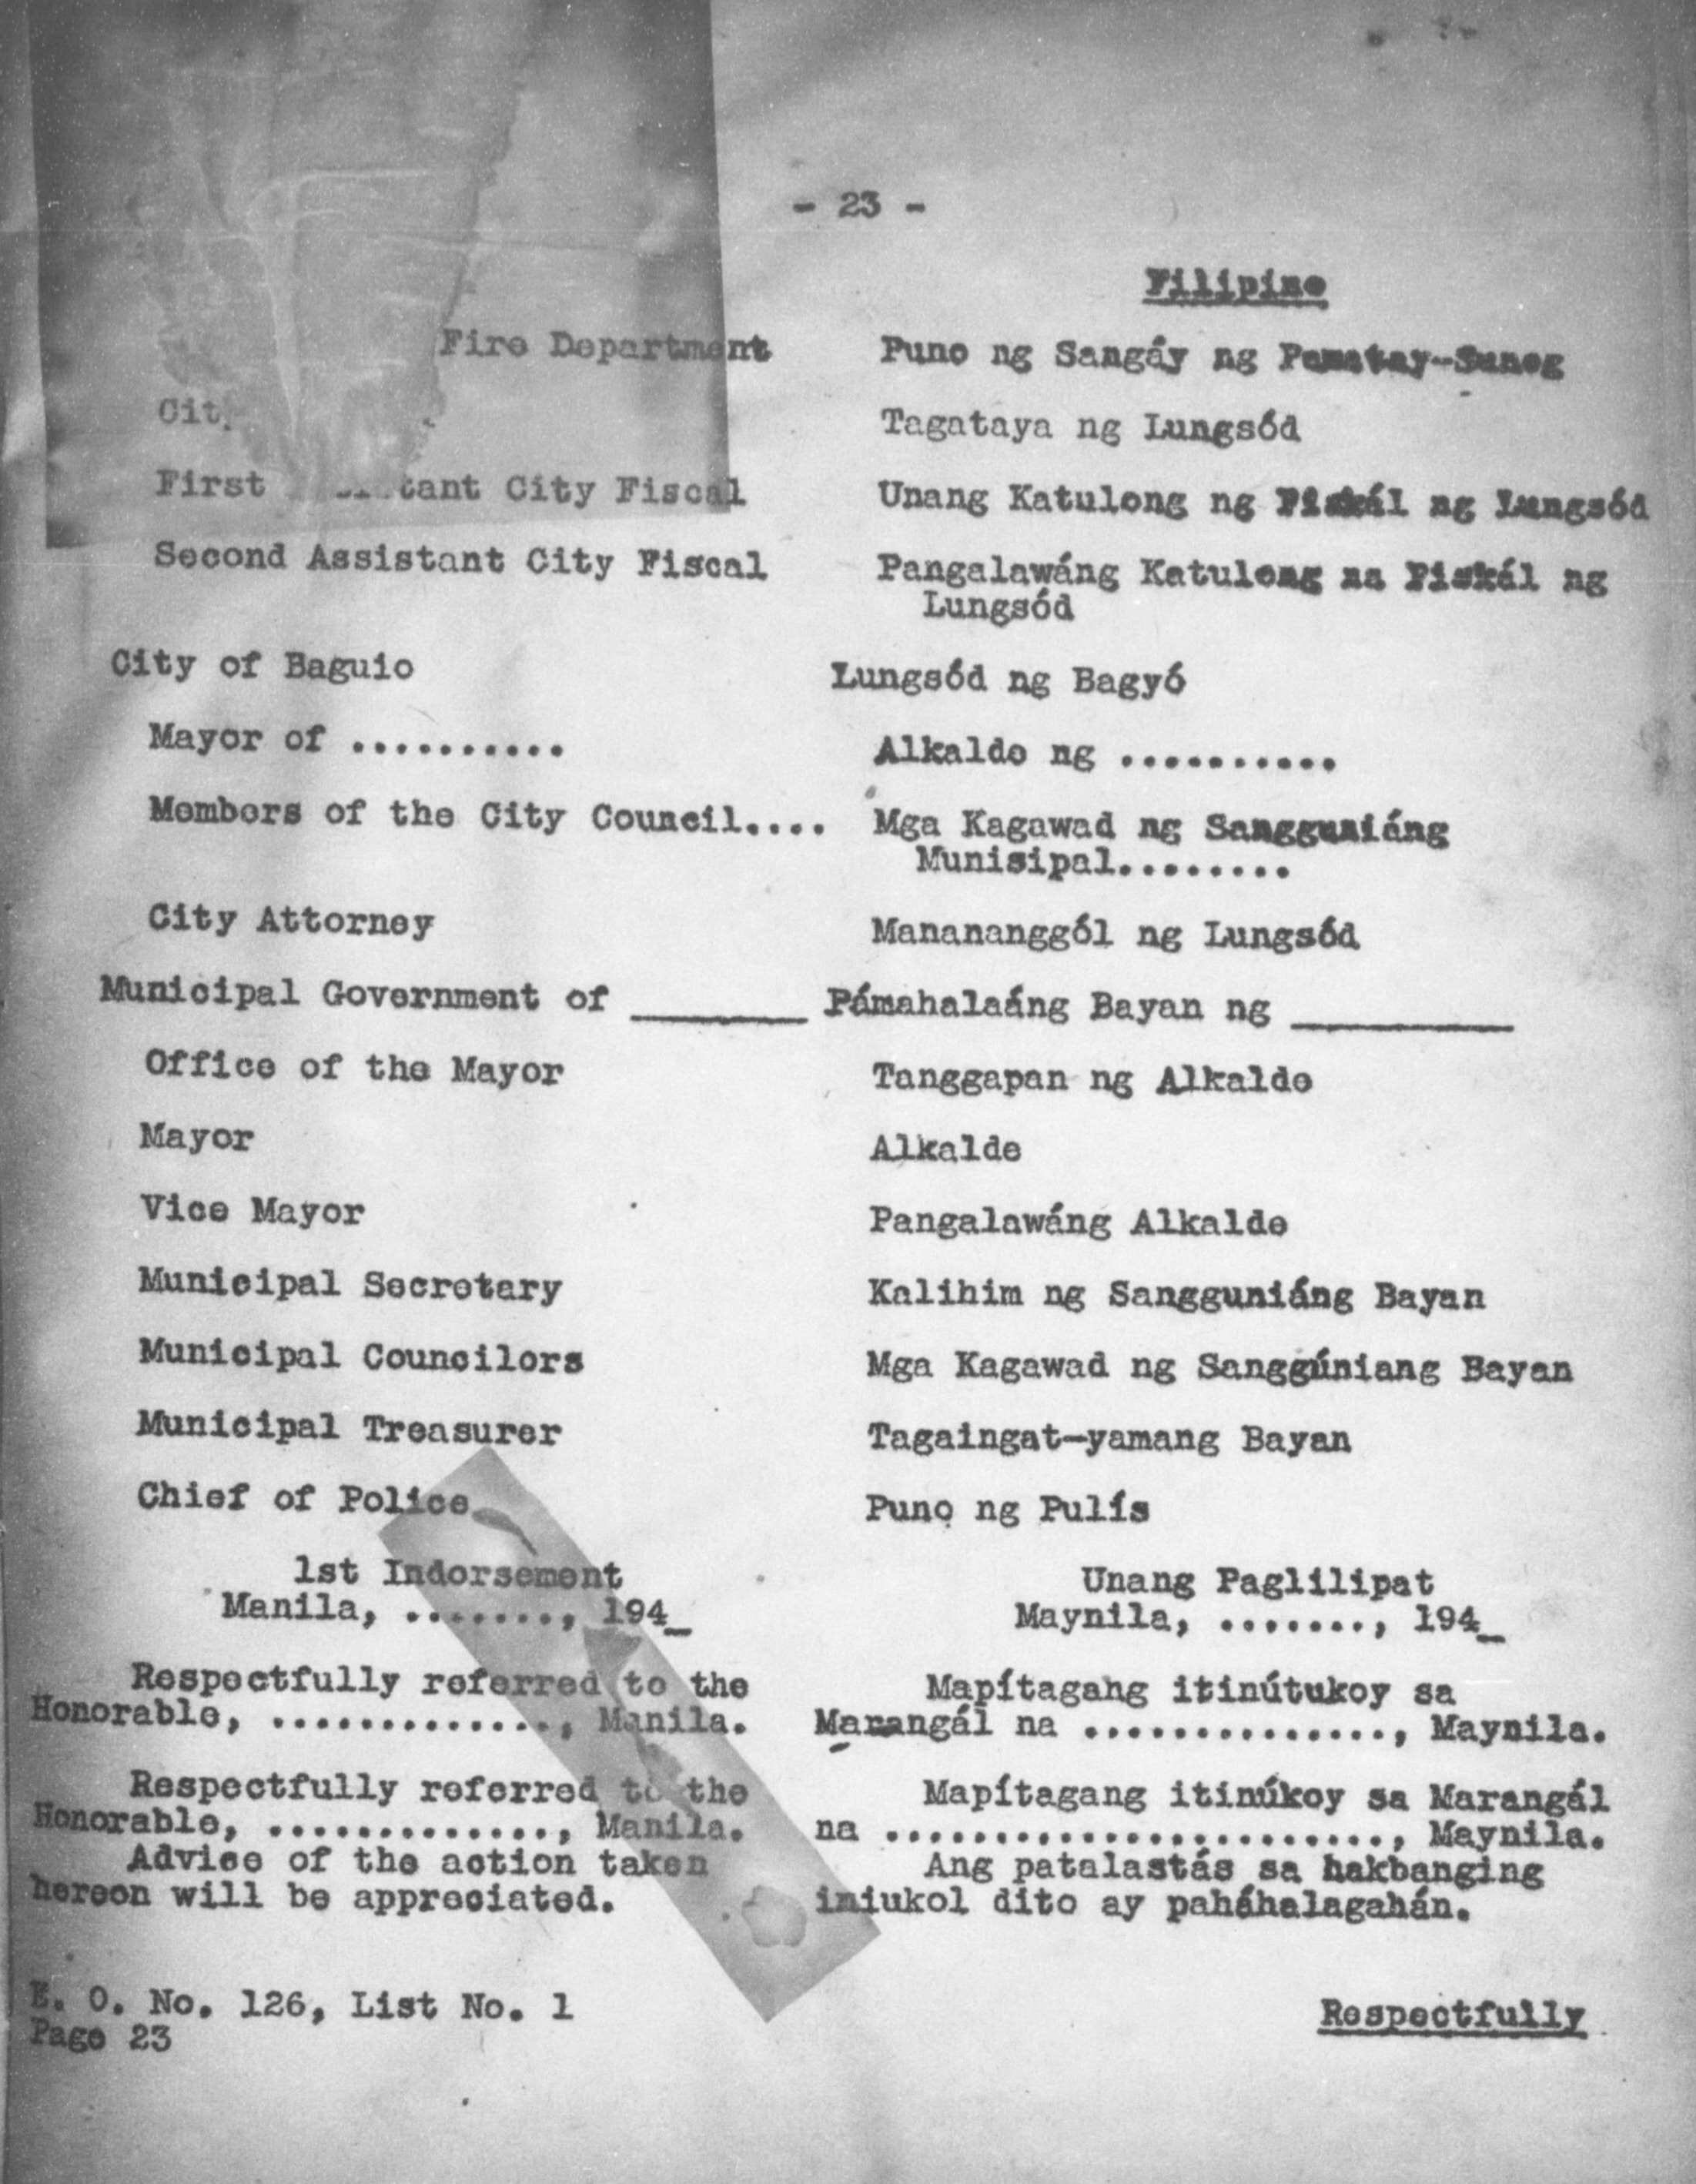 - 23 -
Filipino
Fire Department
Puno ng Sangáy ng Pamatay-Sunog
Tagataya ng Lungsód
First tant City Fiscal
Unang Katulong ng Piskál ng Lungsód
Second Assistant City Fiscal
Pangalawáng Katulong na Piskál ng
Lungsód
City of Baguio
Lungsód ng Bagyó
Mayor of ..........
Alkalde ng ..........
Members of the City Council....
Mga Kagawad ng Sangguniáng
Munisipal........
City Attorney
Manananggól ng Lungsód
Municipal Government of ________
Pámahalaáng Bayan ng __________
Office of the Mayor
Tanggapan ng Alkalde
Mayor
Alkalde
Vice Mayor
Pangalawáng Alkalde
Municipal Secretary
Kalihim ng Sangguniáng Bayan
Municipal Councilors
Mga Kagawad ng Sanggúniang Bayan
Municipal Treasurer
Tagaingat-yamang Bayan
Chief of Police
Puno ng Pulís
1st Indorsement
Manila, ......., 194_
Unang Paglilipat
Maynila, ......., 194_
Respectfully referred to the
Honorable, ............., Manila.
Mapítagang itinútukoy sa
Marangál na .............., Maynila.
Respectfully referred to the
Honorable, ............., Manila.
Advise of the action taken
hereon will be appreciated.
Mapítagang itinúkoy sa Marangál
na ......................., Maynila.
Ang patalastás sa hakbanging
iniukol dito ay paháhalagahán.
E. O. No. 126, List No. 1
Page 23
Respectfully